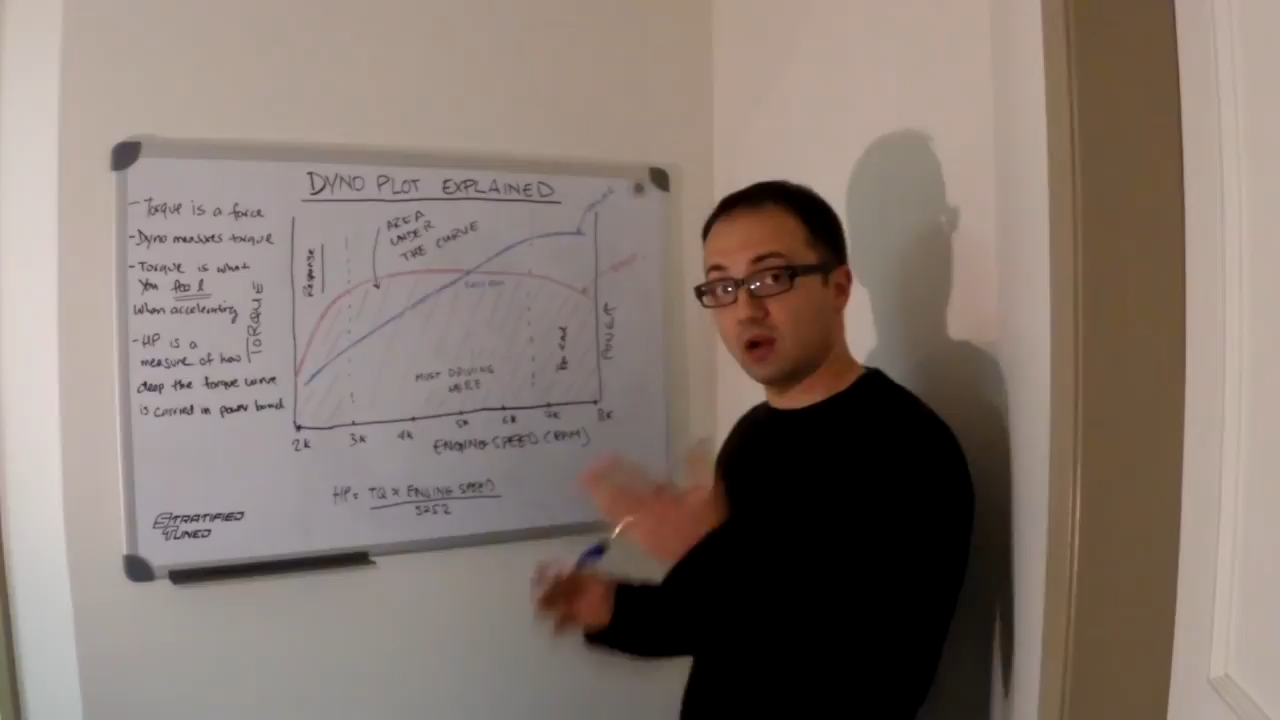 DYNO PLOT EXPLAINED
- Torque is a force
- Dyno measures torque
- Torque is what
you feel
when accelerating
- HP is a
measure of how
deep the torque curve
is carried in power band
TORQUE
Response
AREA
UNDER
THE CURVE
MOST DRIVING
HERE
POWER
2K 3K 4K 5K 6K 7K 8K
ENGINE SPEED (RPM)
HP = TQ x ENGINE SPEED
5252
STRATIFIED
TUNED